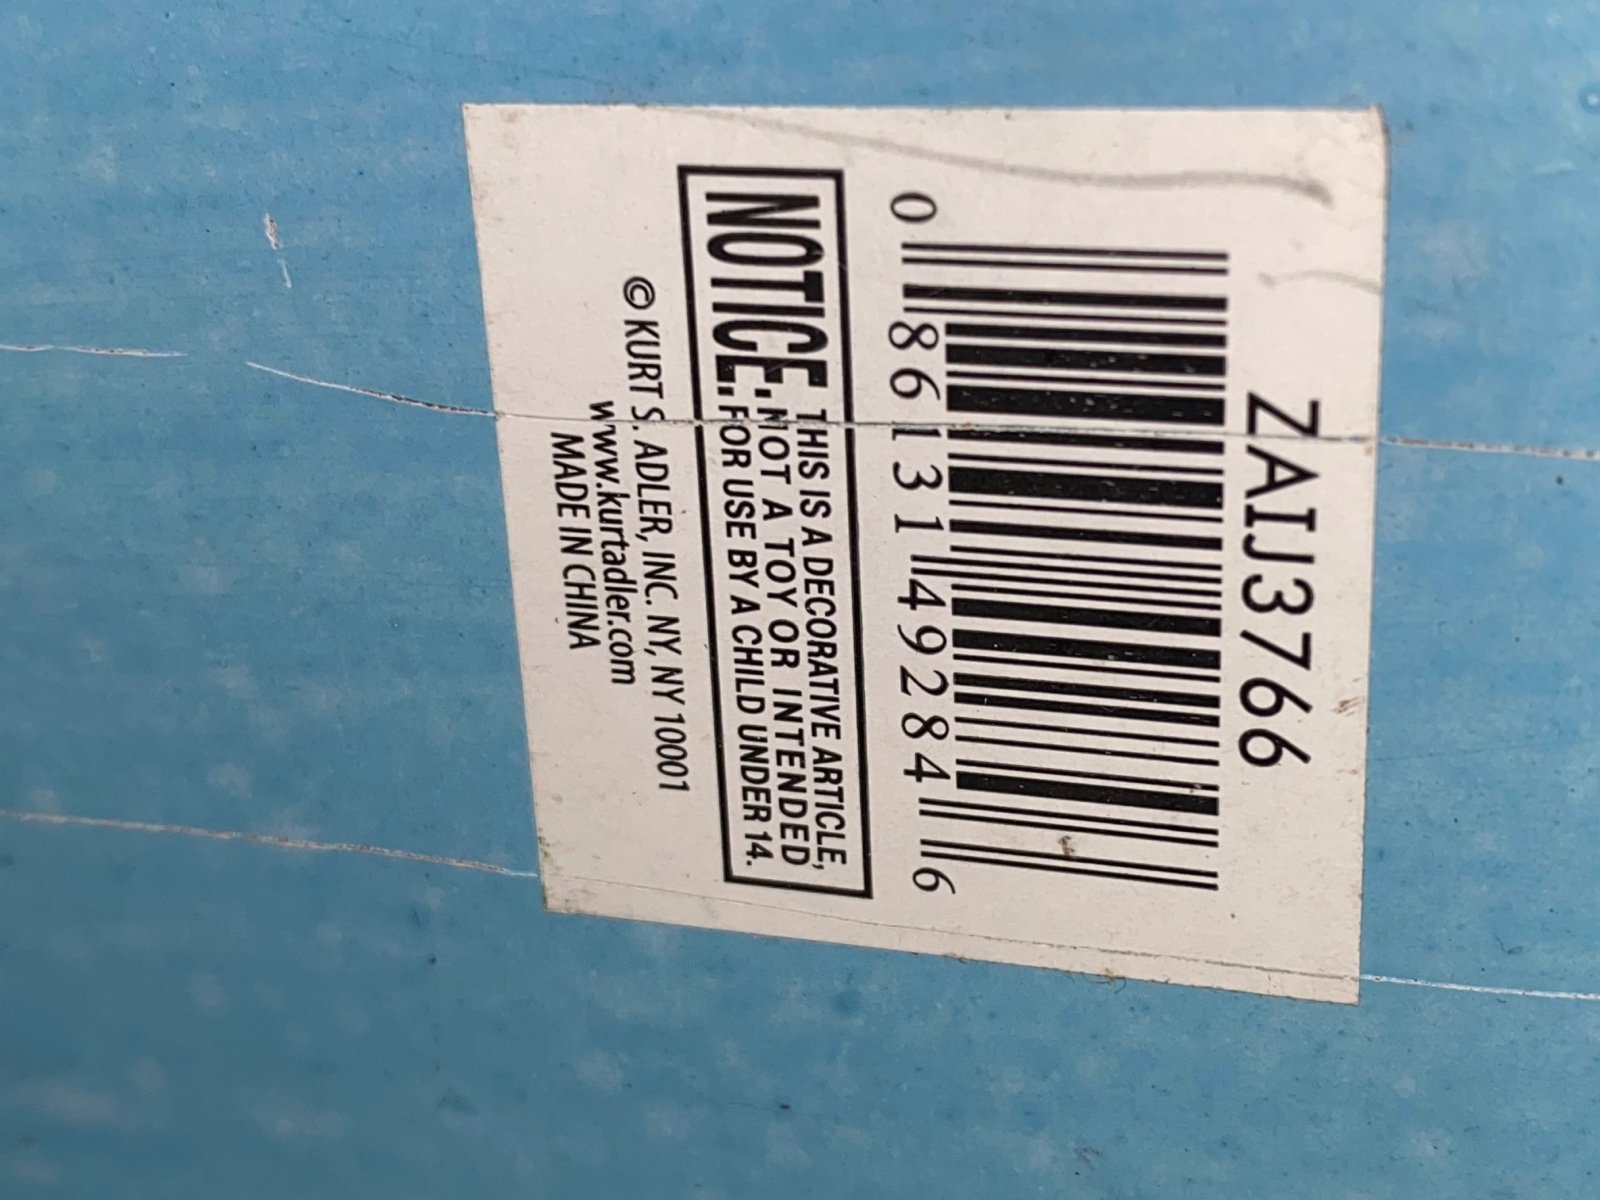 ZAIJ3766
0 86131 49284 6
NOTICE. THIS IS A DECORATIVE ARTICLE,
NOT A TOY OR INTENDED
FOR USE BY A CHILD UNDER 14.
© KURT S. ADLER, INC. NY, NY 10001
www.kurtadler.com
MADE IN CHINA